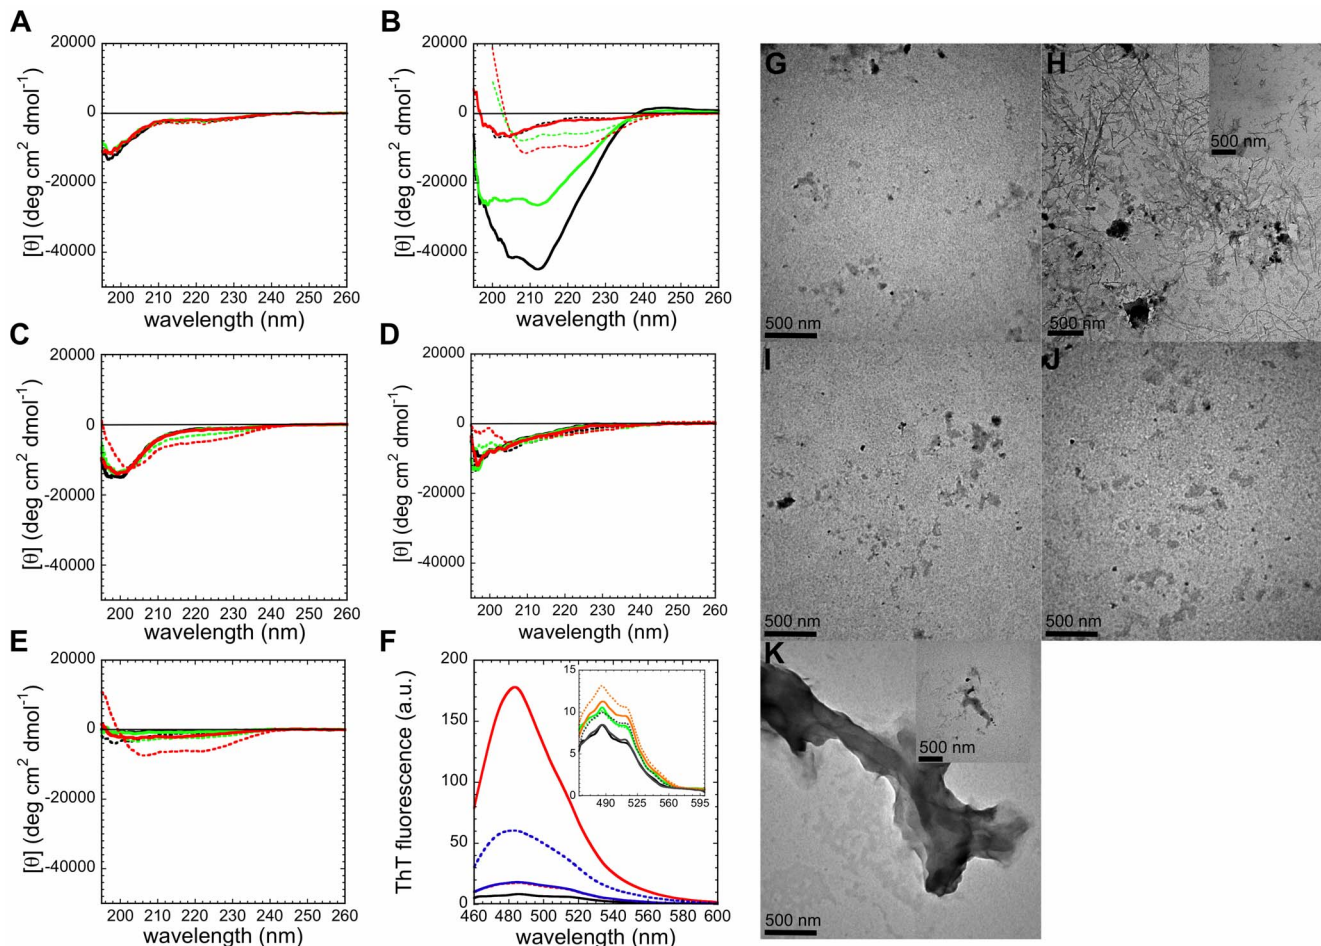 A
20000
0
-20000
-40000
[θ] (deg cm² dmol⁻¹)
200 210 220 230 240 250 260
wavelength (nm)
B
20000
0
-20000
-40000
[θ] (deg cm² dmol⁻¹)
200 210 220 230 240 250 260
wavelength (nm)
C
20000
0
-20000
-40000
[θ] (deg cm² dmol⁻¹)
200 210 220 230 240 250 260
wavelength (nm)
D
20000
0
-20000
-40000
[θ] (deg cm² dmol⁻¹)
200 210 220 230 240 250 260
wavelength (nm)
E
20000
0
-20000
-40000
[θ] (deg cm² dmol⁻¹)
200 210 220 230 240 250 260
wavelength (nm)
F
200
150
100
50
0
ThT fluorescence (a.u.)
460 480 500 520 540 560 580 600
wavelength (nm)
15
10
5
0
490 525 560 595
G
500 nm
H
500 nm
500 nm
I
500 nm
J
500 nm
K
500 nm
500 nm